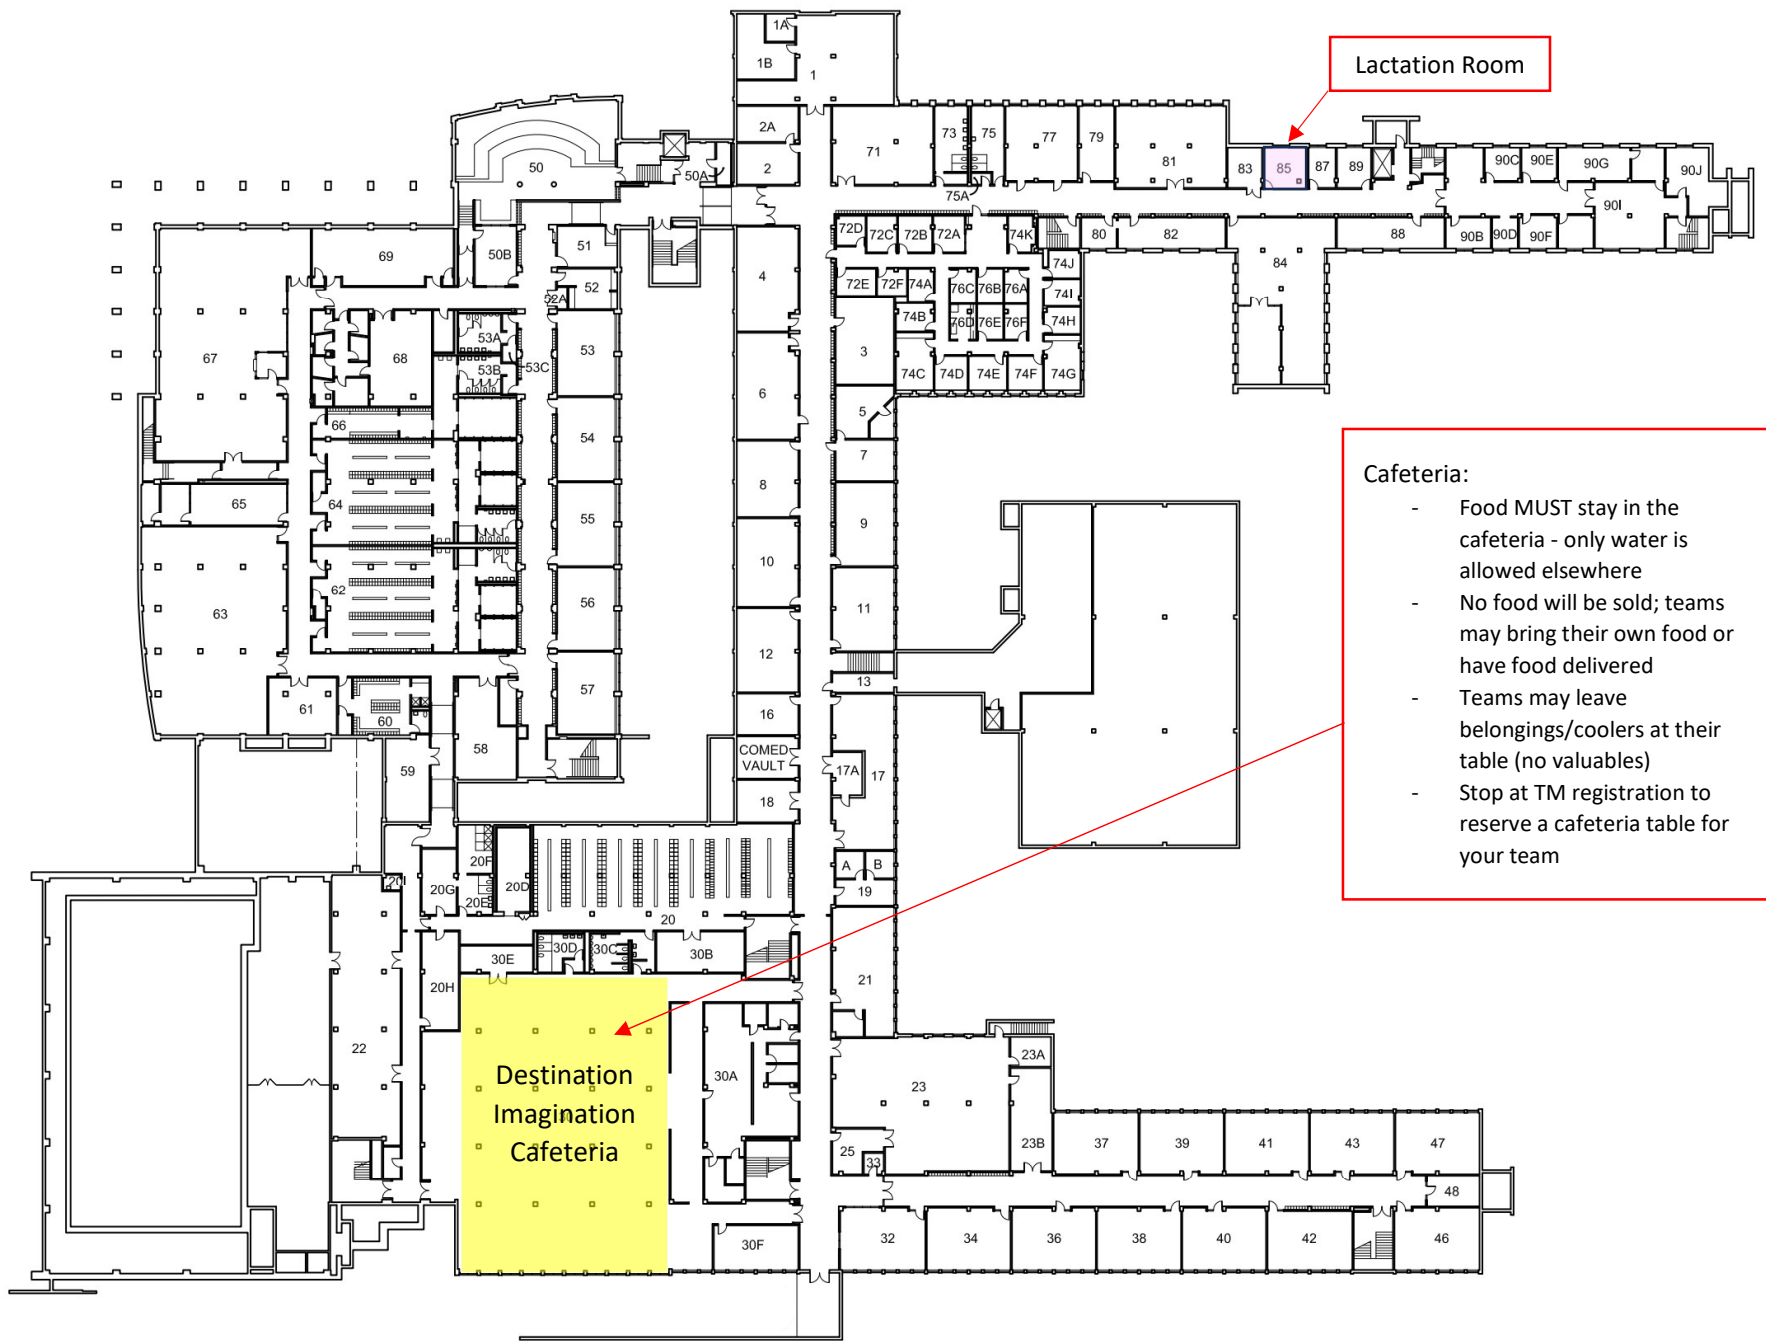 1A
1B
1
Lactation Room
2A
73
75
77
79
71
81
2
50
50A
83
85
87
89
90C
90E
90G
90J
75A
90I
72D
72C
72B
72A
74K
80
82
88
90B
90D
90F
51
50B
69
4
74J
84
52
52A
72E
72F
74A
76C
76B
76A
74I
74B
76D
76E
76F
74H
53A
67
68
53
53C
53B
3
74C
74D
74E
74F
74G
6
5
66
54
7
8
9
64
65
55
10
11
62
63
56
12
13
57
61
60
16
58
59
COMED
VAULT
17A
17
18
Cafeteria:
- Food MUST stay in the
cafeteria - only water is
allowed elsewhere
- No food will be sold; teams
may bring their own food or
have food delivered
- Teams may leave
belongings/coolers at their
table (no valuables)
- Stop at TM registration to
reserve a cafeteria table for
your team
20F
A
B
20I
20G
20D
20E
19
20
30D
30C
30B
30E
20H
21
22
23A
Destination
Imagination
Cafeteria
30A
23
25
33
23B
37
39
41
43
47
48
30F
32
34
36
38
40
42
46